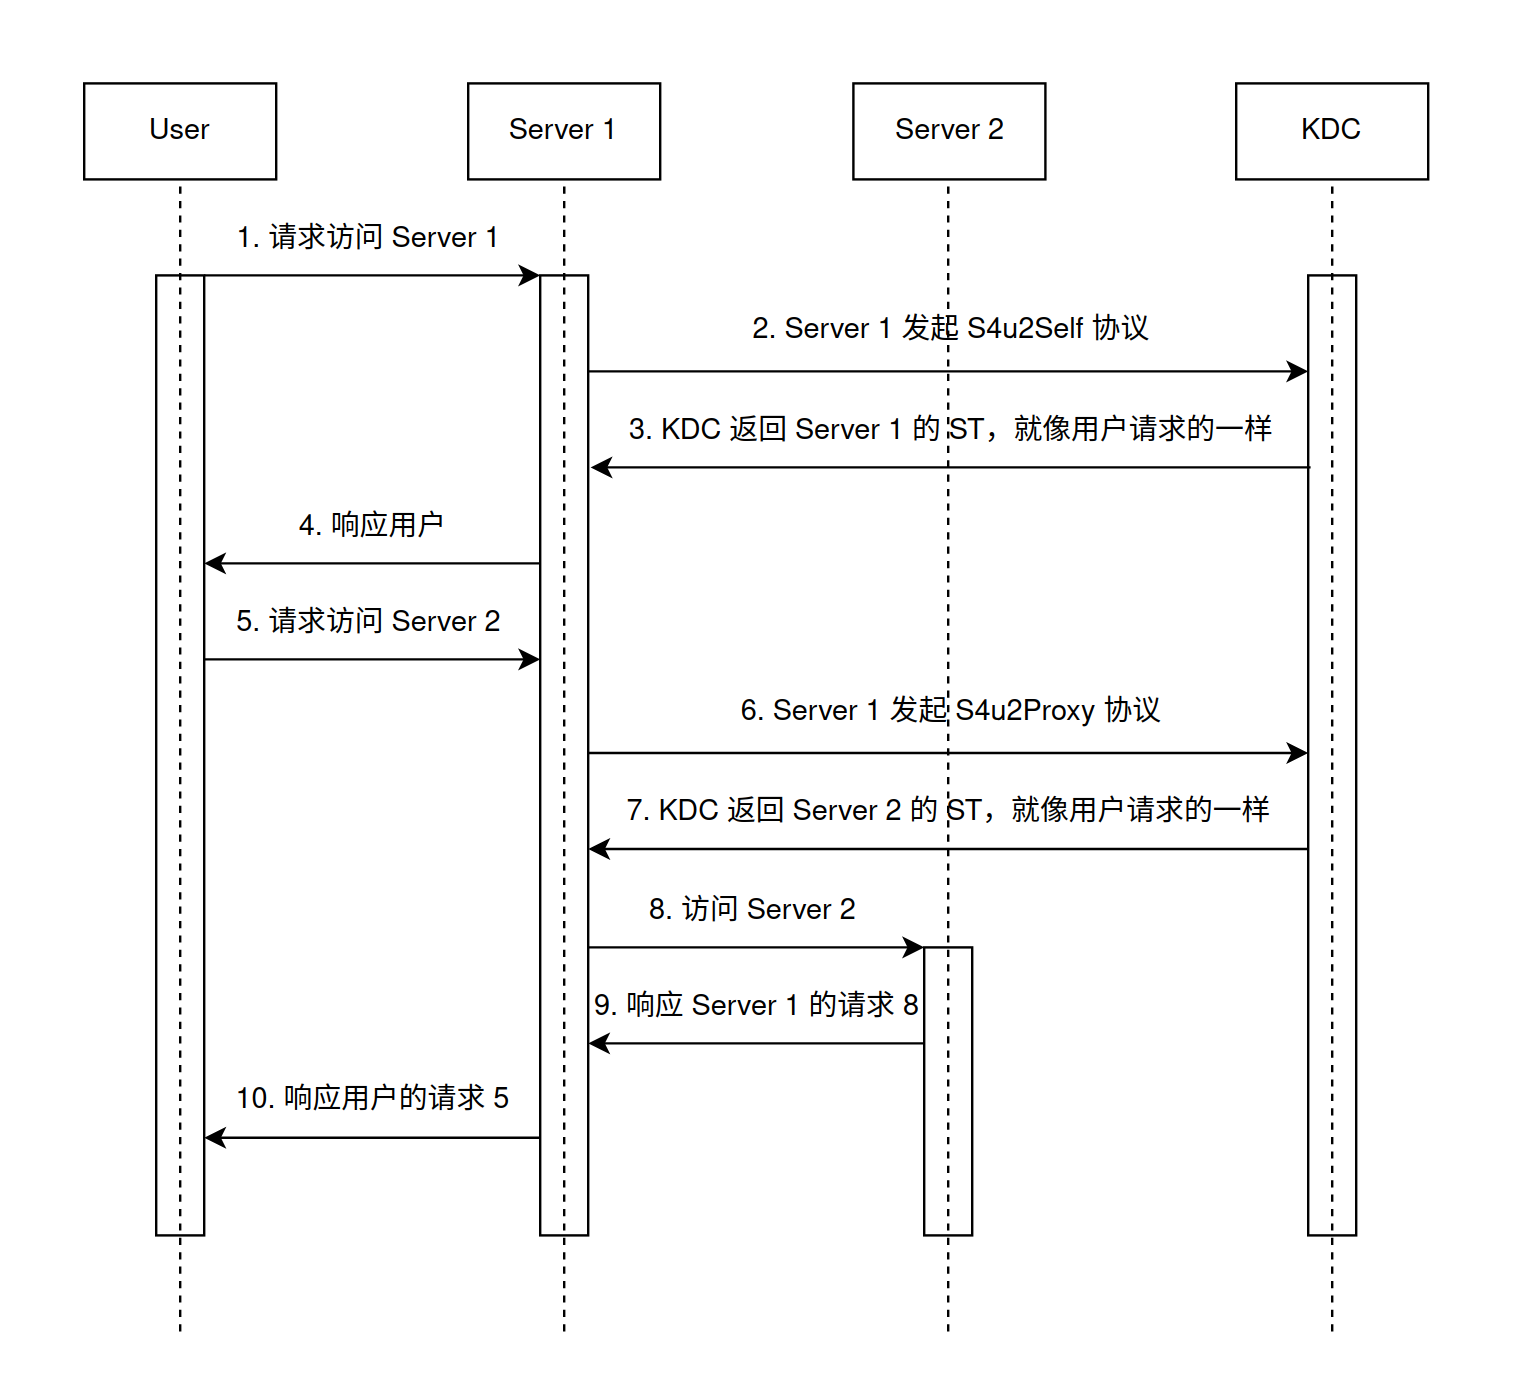 User
Server 1
Server 2
KDC
1. 请求访问 Server 1
2. Server 1 发起 S4u2Self 协议
3. KDC 返回 Server 1 的 ST，就像用户请求的一样
4. 响应用户
5. 请求访问 Server 2
6. Server 1 发起 S4u2Proxy 协议
7. KDC 返回 Server 2 的 ST，就像用户请求的一样
8. 访问 Server 2
9. 响应 Server 1 的请求 8
10. 响应用户的请求 5